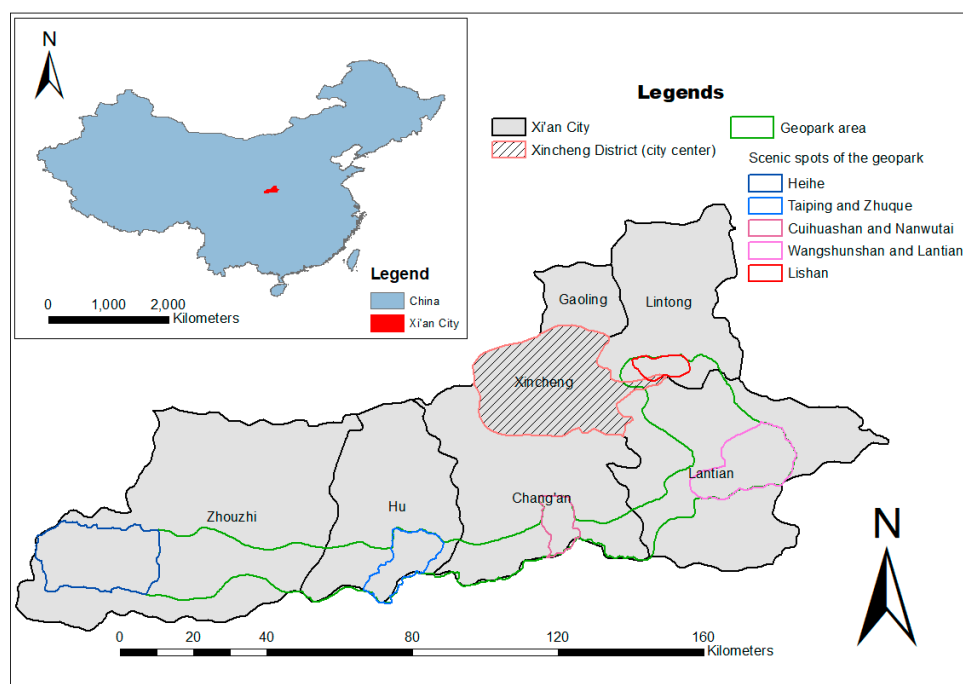 N
Legend
China
Xi'an City
0 1,000 2,000
Kilometers
Legends
Xi'an City
Xincheng District (city center)
Geopark area
Scenic spots of the geopark
Heihe
Taiping and Zhuque
Cuihuashan and Nanwutai
Wangshunshan and Lantian
Lishan
Gaoling
Lintong
Xincheng
Lantian
Chang'an
Hu
Zhouzhi
N
0 20 40 80 120 160
Kilometers